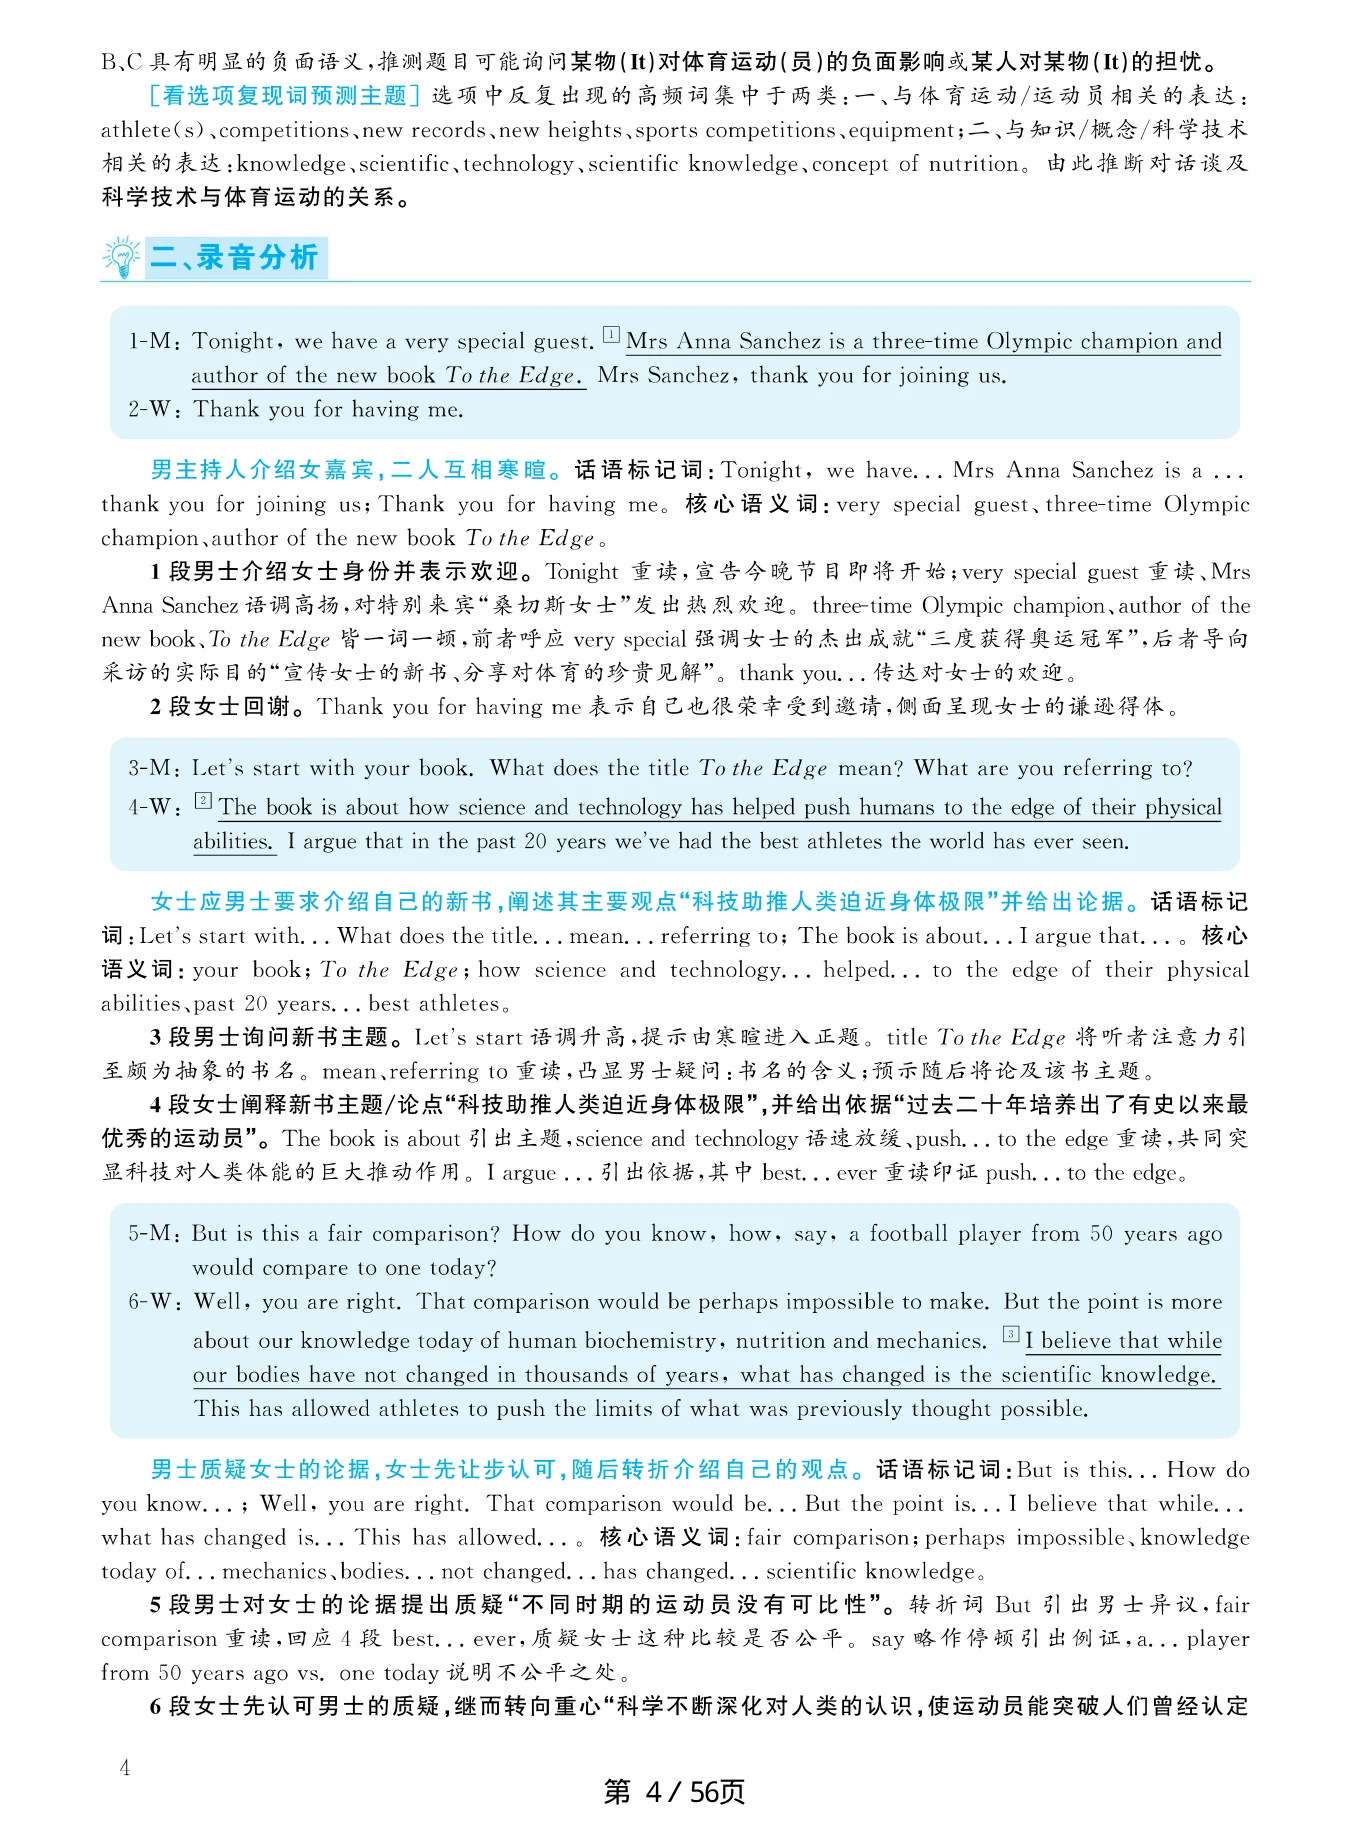 B、C 具有明显的负面语义,推测题目可能询问某物(It)对体育运动(员)的负面影响或某人对某物(It)的担忧。
[看选项复现词预测主题] 选项中反复出现的高频词集中于两类:一、与体育运动/运动员相关的表达:
athlete(s)、competitions、new records、new heights、sports competitions、equipment;二、与知识/概念/科学技术
相关的表达:knowledge、scientific、technology、scientific knowledge、concept of nutrition。由此推断对话谈及
科学技术与体育运动的关系。
二、录音分析
1-M: Tonight, we have a very special guest. [1] Mrs Anna Sanchez is a three-time Olympic champion and
author of the new book To the Edge. Mrs Sanchez, thank you for joining us.
2-W: Thank you for having me.
男主持人介绍女嘉宾,二人互相寒暄。话语标记词:Tonight, we have... Mrs Anna Sanchez is a ...
thank you for joining us; Thank you for having me。核心语义词:very special guest、three-time Olympic
champion、author of the new book To the Edge。
1 段男士介绍女士身份并表示欢迎。Tonight 重读,宣告今晚节目即将开始;very special guest 重读、Mrs
Anna Sanchez 语调高扬,对特别来宾“桑切斯女士”发出热烈欢迎。three-time Olympic champion、author of the
new book、To the Edge 皆一词一顿,前者呼应 very special 强调女士的杰出成就“三度获得奥运冠军”,后者导向
采访的实际目的“宣传女士的新书、分享对体育的珍贵见解”。thank you... 传达对女士的欢迎。
2 段女士回谢。Thank you for having me 表示自己也很荣幸受到邀请,侧面呈现女士的谦逊得体。
3-M: Let's start with your book. What does the title To the Edge mean? What are you referring to?
4-W: [2] The book is about how science and technology has helped push humans to the edge of their physical
abilities. I argue that in the past 20 years we've had the best athletes the world has ever seen.
女士应男士要求介绍自己的新书,阐述其主要观点“科技助推人类迫近身体极限”并给出论据。话语标记
词:Let's start with... What does the title... mean... referring to; The book is about... I argue that...。核心
语义词:your book; To the Edge; how science and technology... helped... to the edge of their physical
abilities、past 20 years... best athletes。
3 段男士询问新书主题。Let's start 语调升高,提示由寒暄进入正题。title To the Edge 将听者注意力引
至颇为抽象的书名。mean、referring to 重读,凸显男士疑问:书名的含义;预示随后将论及该书主题。
4 段女士阐释新书主题/论点“科技助推人类迫近身体极限”,并给出依据“过去二十年培养出了有史以来最
优秀的运动员”。The book is about 引出主题,science and technology 语速放缓、push... to the edge 重读,共同突
显科技对人类体能的巨大推动作用。I argue ... 引出依据,其中 best... ever 重读印证 push... to the edge。
5-M: But is this a fair comparison? How do you know, how, say, a football player from 50 years ago
would compare to one today?
6-W: Well, you are right. That comparison would be perhaps impossible to make. But the point is more
about our knowledge today of human biochemistry, nutrition and mechanics. [3] I believe that while
our bodies have not changed in thousands of years, what has changed is the scientific knowledge.
This has allowed athletes to push the limits of what was previously thought possible.
男士质疑女士的论据,女士先让步认可,随后转折介绍自己的观点。话语标记词:But is this... How do
you know...; Well, you are right. That comparison would be... But the point is... I believe that while...
what has changed is... This has allowed...。核心语义词:fair comparison; perhaps impossible、knowledge
today of... mechanics、bodies... not changed... has changed... scientific knowledge。
5 段男士对女士的论据提出质疑“不同时期的运动员没有可比性”。转折词 But 引出男士异议,fair
comparison 重读,回应 4 段 best... ever,质疑女士这种比较是否公平。say 略作停顿引出例证,a... player
from 50 years ago vs. one today 说明不公平之处。
6 段女士先认可男士的质疑,继而转向重心“科学不断深化对人类的认识,使运动员能突破人们曾经认定
4
第 4 / 56页